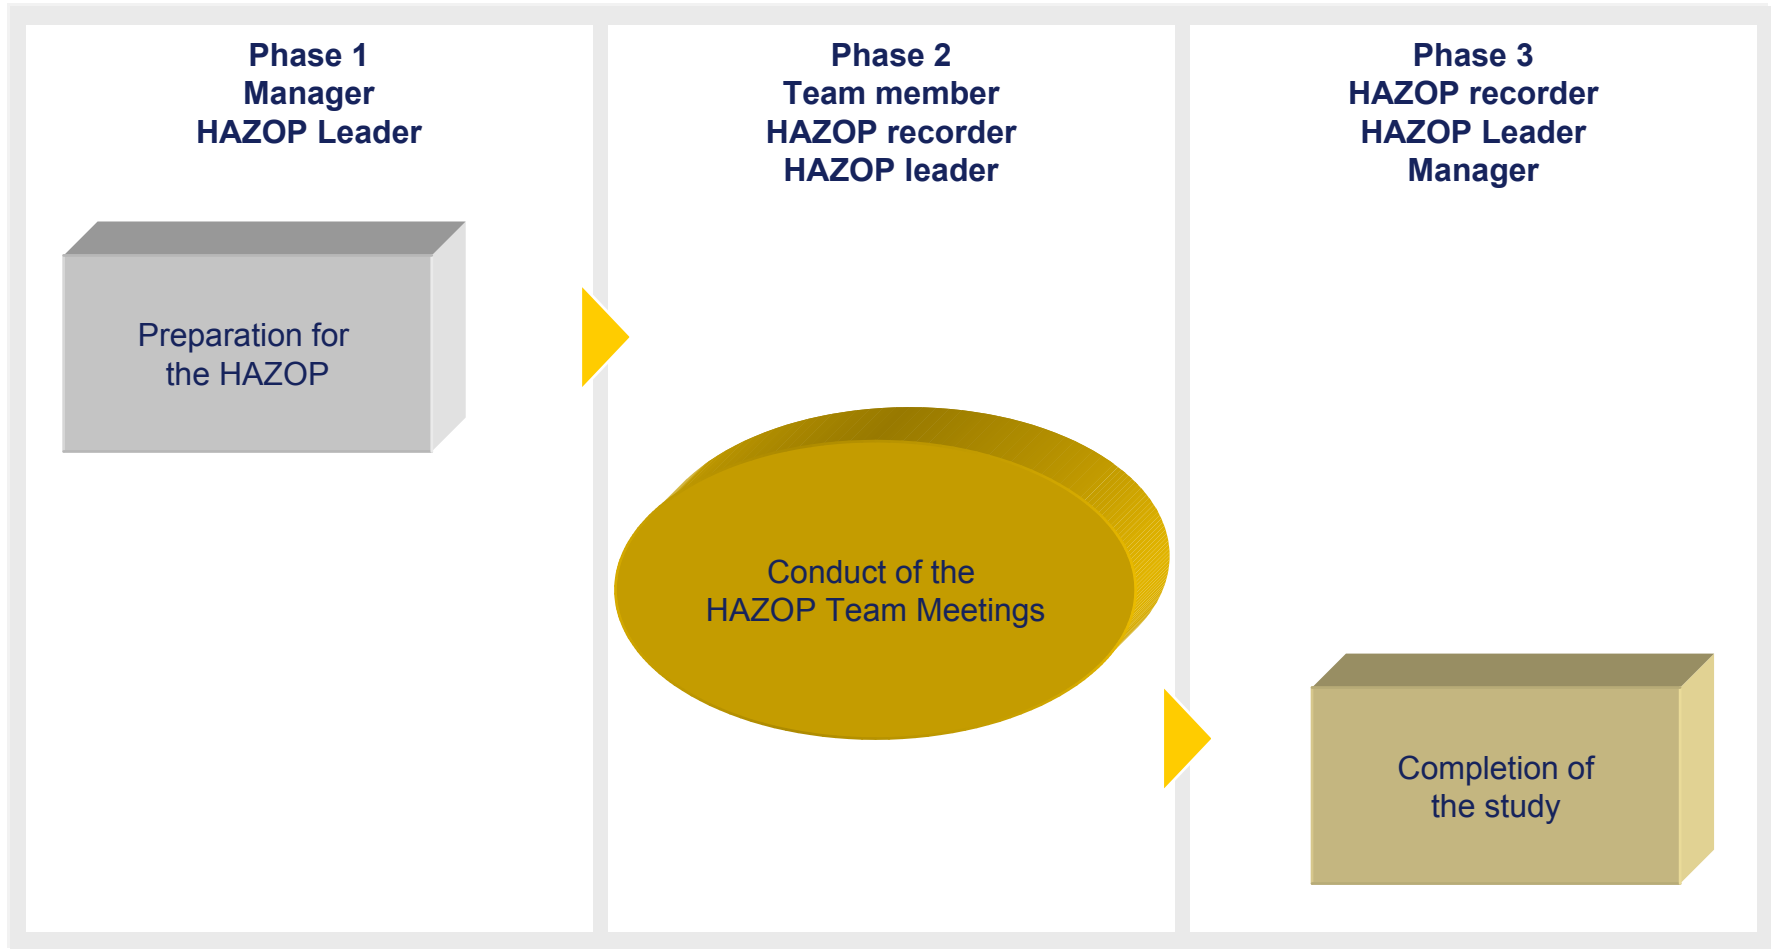 Phase 1
Manager
HAZOP Leader
Preparation for
the HAZOP
Phase 2
Team member
HAZOP recorder
HAZOP leader
Conduct of the
HAZOP Team Meetings
Phase 3
HAZOP recorder
HAZOP Leader
Manager
Completion of
the study